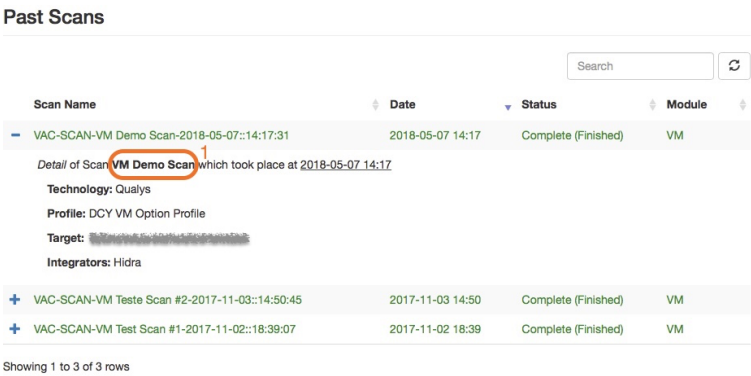 Past Scans
Search
Scan Name Date Status Module
VAC-SCAN-VM Demo Scan-2018-05-07::14:17:31 2018-05-07 14:17 Complete (Finished) VM
Detail of Scan VM Demo Scan which took place at 2018-05-07 14:17
1
Technology: Qualys
Profile: DCY VM Option Profile
Target:
Integrators: Hidra
VAC-SCAN-VM Teste Scan #2-2017-11-03::14:50:45 2017-11-03 14:50 Complete (Finished) VM
VAC-SCAN-VM Test Scan #1-2017-11-02::18:39:07 2017-11-02 18:39 Complete (Finished) VM
Showing 1 to 3 of 3 rows